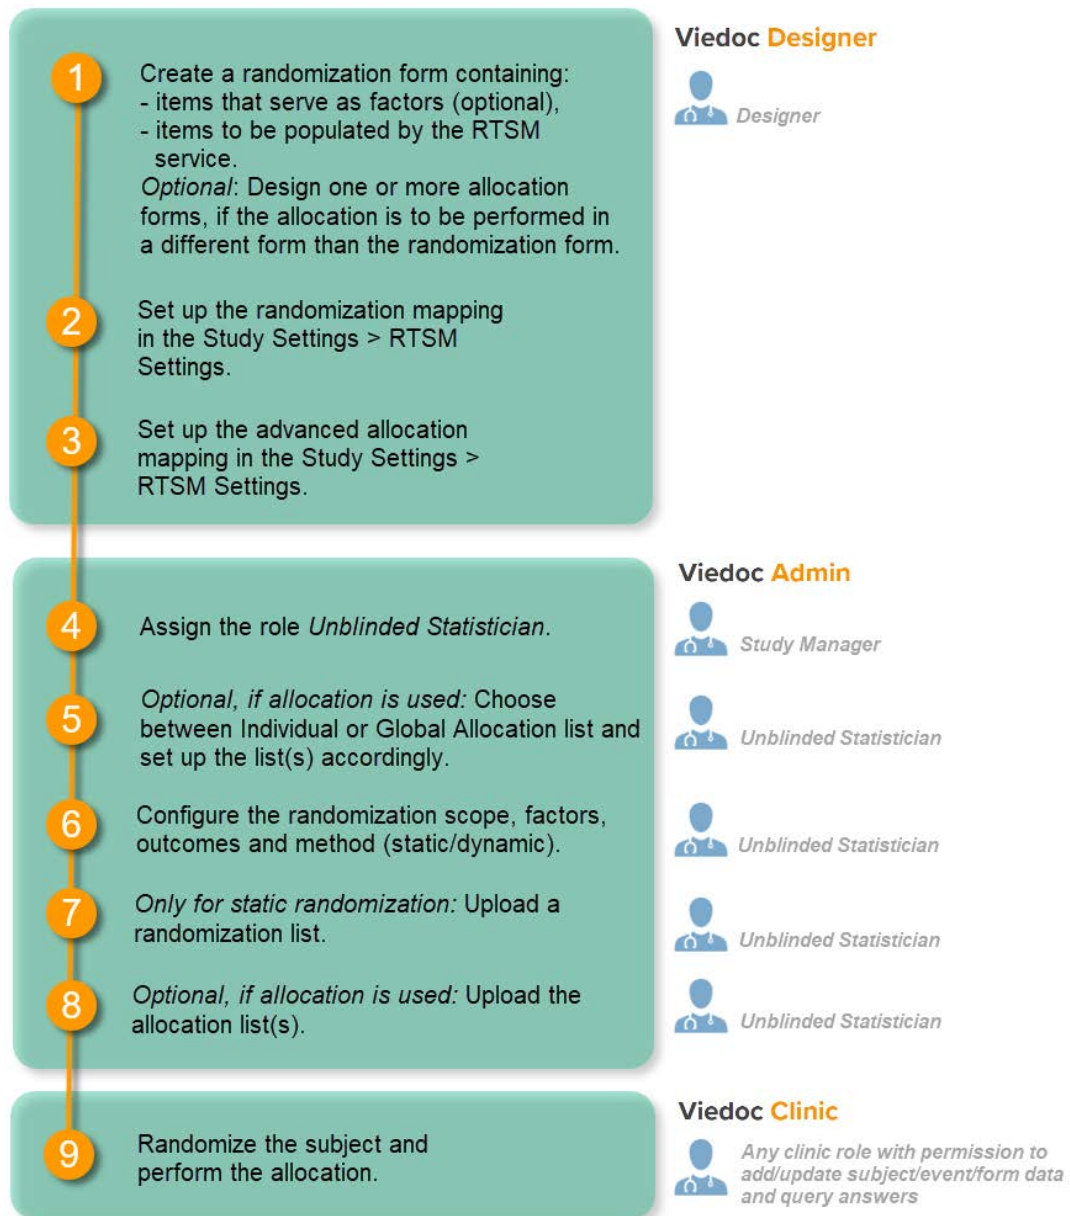 Viedoc Designer
1
Create a randomization form containing:
- items that serve as factors (optional),
- items to be populated by the RTSM
service.
Optional: Design one or more allocation
forms, if the allocation is to be performed in
a different form than the randomization form.
Designer
2
Set up the randomization mapping
in the Study Settings > RTSM
Settings.
3
Set up the advanced allocation
mapping in the Study Settings >
RTSM Settings.
Viedoc Admin
4
Assign the role Unblinded Statistician.
Study Manager
5
Optional, if allocation is used: Choose
between Individual or Global Allocation list and
set up the list(s) accordingly.
Unblinded Statistician
6
Configure the randomization scope, factors,
outcomes and method (static/dynamic).
Unblinded Statistician
7
Only for static randomization: Upload a
randomization list.
Unblinded Statistician
8
Optional, if allocation is used: Upload the
allocation list(s).
Unblinded Statistician
Viedoc Clinic
9
Randomize the subject and
perform the allocation.
Any clinic role with permission to
add/update subject/event/form data
and query answers